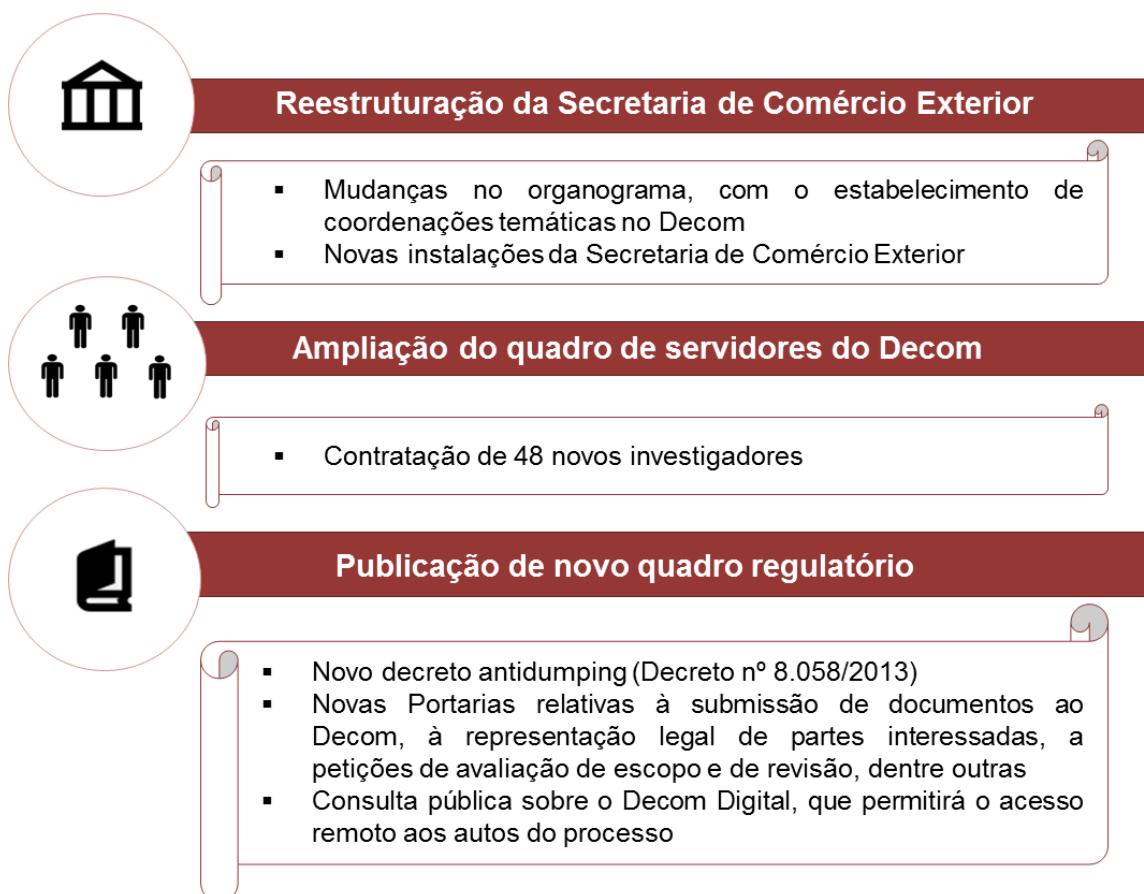 Reestruturação da Secretaria de Comércio Exterior
▪ Mudanças no organograma, com o estabelecimento de
coordenações temáticas no Decom
▪ Novas instalações da Secretaria de Comércio Exterior
Ampliação do quadro de servidores do Decom
▪ Contratação de 48 novos investigadores
Publicação de novo quadro regulatório
▪ Novo decreto antidumping (Decreto nº 8.058/2013)
▪ Novas Portarias relativas à submissão de documentos ao
Decom, à representação legal de partes interessadas, a
petições de avaliação de escopo e de revisão, dentre outras
▪ Consulta pública sobre o Decom Digital, que permitirá o acesso
remoto aos autos do processo